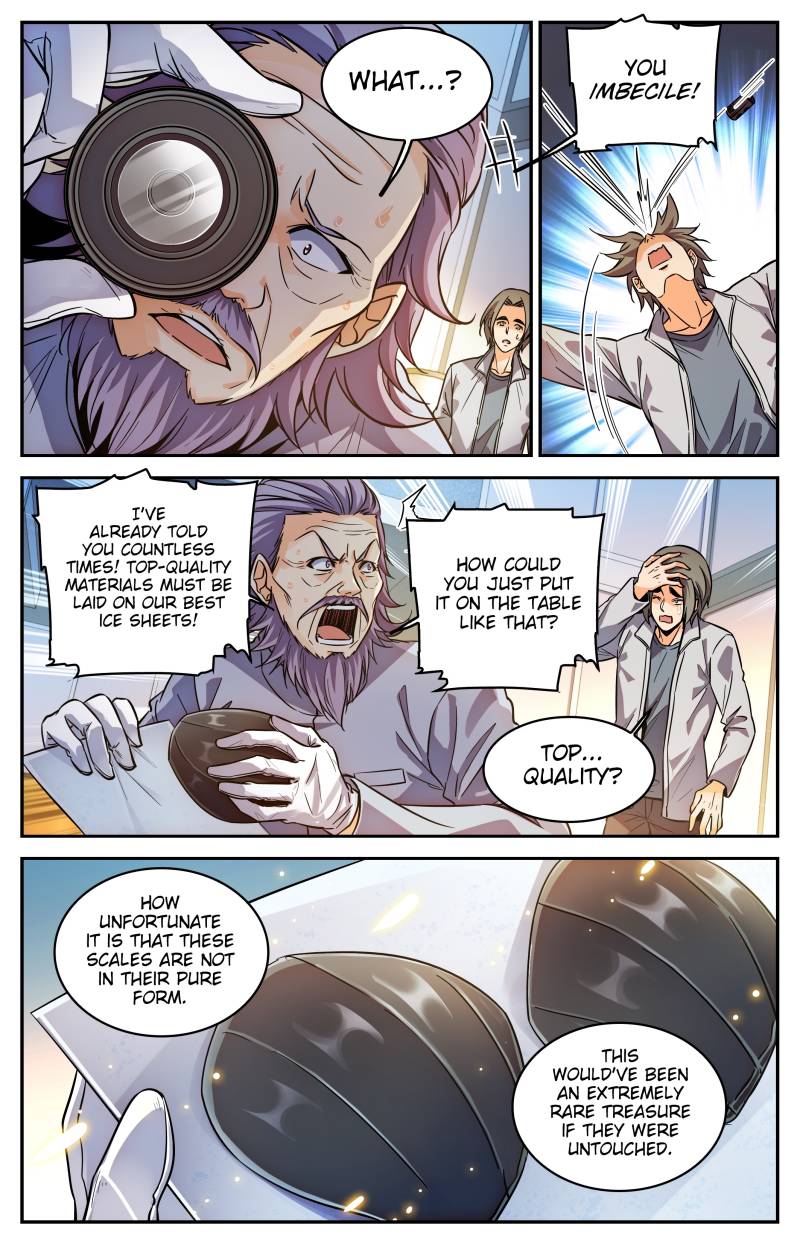 WHAT...?
YOU
IMBECILE!
I'VE
ALREADY TOLD
YOU COUNTLESS
TIMES! TOP-QUALITY
MATERIALS MUST BE
LAID ON OUR BEST
ICE SHEETS!
HOW COULD
YOU JUST PUT
IT ON THE TABLE
LIKE THAT?
TOP...
QUALITY?
HOW
UNFORTUNATE
IT IS THAT THESE
SCALES ARE NOT
IN THEIR PURE
FORM.
THIS
WOULD'VE BEEN
AN EXTREMELY
RARE TREASURE
IF THEY WERE
UNTOUCHED.